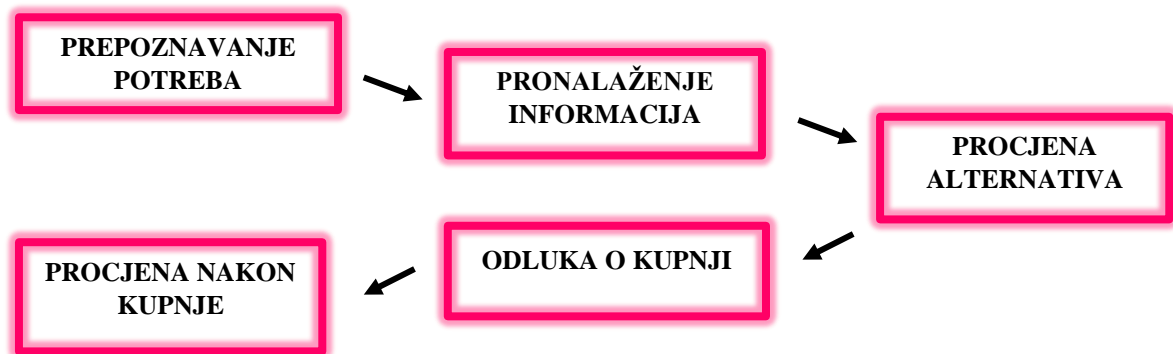 PREPOZNAVANJE
POTREBA
PRONALAŽENJE
INFORMACIJA
PROCJENA
ALTERNATIVA
ODLUKA O KUPNJI
PROCJENA NAKON
KUPNJE